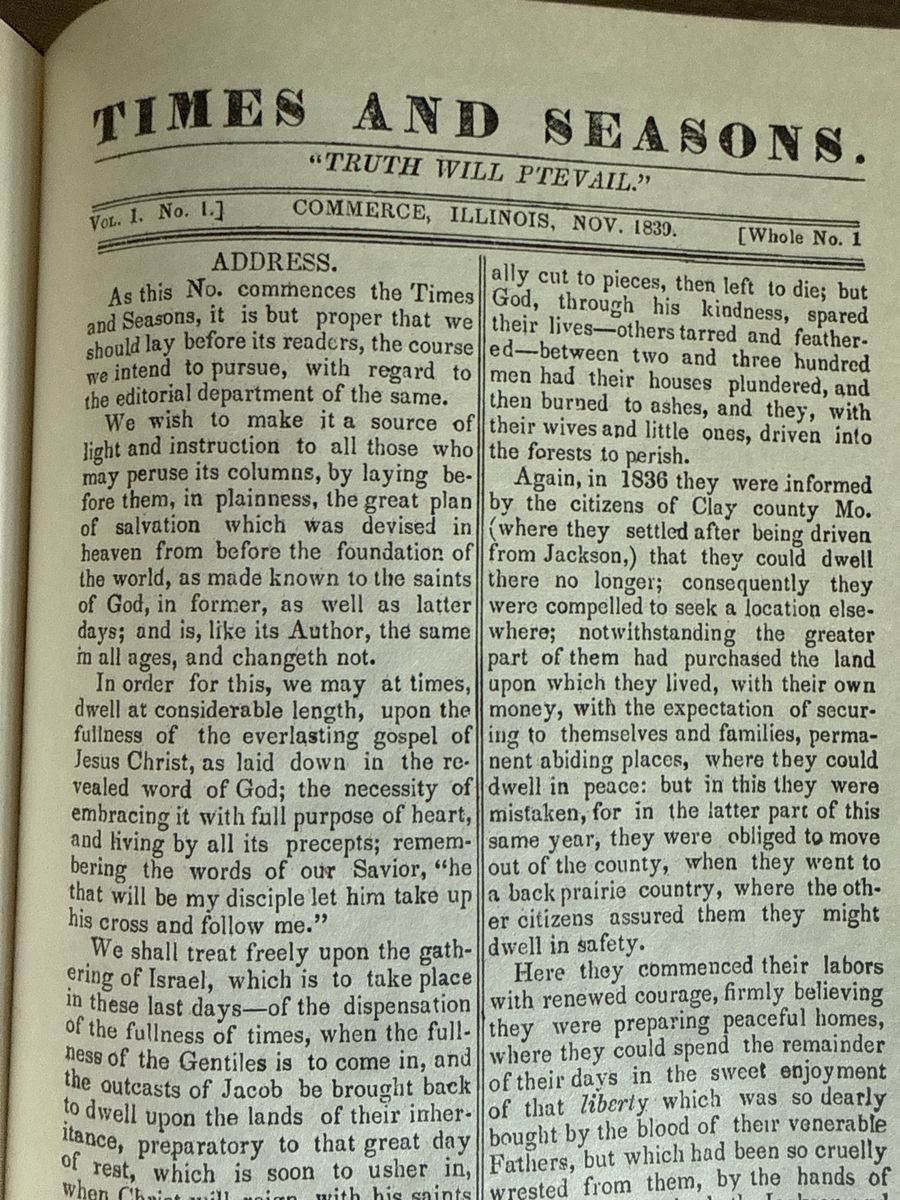 TIMES AND SEASONS.
"TRUTH WILL PTEVAIL."
VOL. 1. No. 1.] COMMERCE, ILLINOIS, NOV. 1839. [Whole No. 1
ADDRESS.
As this No. commences the Times
and Seasons, it is but proper that we
should lay before its readers, the course
we intend to pursue, with regard to
the editorial department of the same.
We wish to make it a source of
light and instruction to all those who
may peruse its columns, by laying be-
fore them, in plainness, the great plan
of salvation which was devised in
heaven from before the foundation of
the world, as made known to the saints
of God, in former, as well as latter
days; and is, like its Author, the same
in all ages, and changeth not.
In order for this, we may at times,
dwell at considerable length, upon the
fullness of the everlasting gospel of
Jesus Christ, as laid down in the re-
vealed word of God; the necessity of
embracing it with full purpose of heart,
and living by all its precepts; remem-
bering the words of our Savior, "he
that will be my disciple let him take up
his cross and follow me."
We shall treat freely upon the gath-
ering of Israel, which is to take place
in these last days—of the dispensation
of the fullness of times, when the full-
ness of the Gentiles is to come in, and
the outcasts of Jacob be brought back
to dwell upon the lands of their inher-
itance, preparatory to that great day
of rest, which is soon to usher in,
when Christ will reign with his saints
ally cut to pieces, then left to die; but
God, through his kindness, spared
their lives—others tarred and feather-
ed—between two and three hundred
men had their houses plundered, and
then burned to ashes, and they, with
their wives and little ones, driven into
the forests to perish.
Again, in 1836 they were informed
by the citizens of Clay county Mo.
(where they settled after being driven
from Jackson,) that they could dwell
there no longer; consequently they
were compelled to seek a location else-
where; notwithstanding the greater
part of them had purchased the land
upon which they lived, with their own
money, with the expectation of secur-
ing to themselves and families, perma-
nent abiding places, where they could
dwell in peace: but in this they were
mistaken, for in the latter part of this
same year, they were obliged to move
out of the county, when they went to
a back prairie country, where the oth-
er citizens assured them they might
dwell in safety.
Here they commenced their labors
with renewed courage, firmly believing
they were preparing peaceful homes,
where they could spend the remainder
of their days in the sweet enjoyment
of that liberty which was so dearly
bought by the blood of their venerable
Fathers, but which had been so cruelly
wrested from them, by the hands of